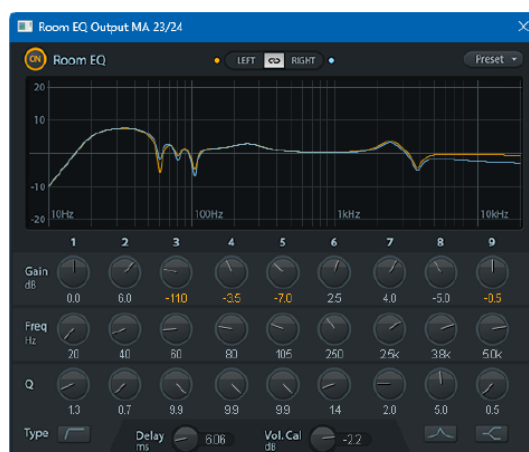 Room EQ Output MA 23/24
ON Room EQ LEFT RIGHT Preset
20
10
-10
-20 10Hz 100Hz 1kHz 10kHz
1 2 3 4 5 6 7 8 9
Gain
dB
0.0 6.0 -11.0 -3.5 -7.0 2.5 4.0 -5.0 -0.5
Freq
Hz
20 40 60 80 105 250 2.5k 3.8k 5.0k
Q
1.3 0.7 9.9 9.9 9.9 1.4 2.0 5.0 0.5
Type Delay ms 6.06 Vol. Cal dB -2.2